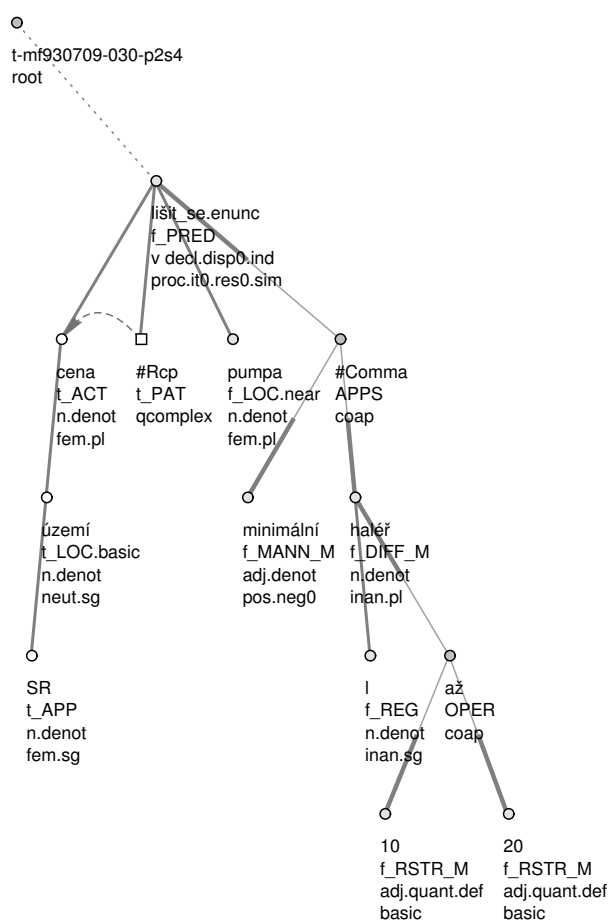 t-mf930709-030-p2s4
root
lišit_se.enunc
f_PRED
v decl.disp0.ind
proc.it0.res0.sim
cena
t_ACT
n.denot
fem.pl
#Rcp
t_PAT
qcomplex
pumpa
f_LOC.near
n.denot
fem.pl
#Comma
APPS
coap
území
t_LOC.basic
n.denot
neut.sg
minimální
f_MANN_M
adj.denot
pos.neg0
haléř
f_DIFF_M
n.denot
inan.pl
SR
t_APP
n.denot
fem.sg
l
f_REG
n.denot
inan.sg
až
OPER
coap
10
f_RSTR_M
adj.quant.def
basic
20
f_RSTR_M
adj.quant.def
basic